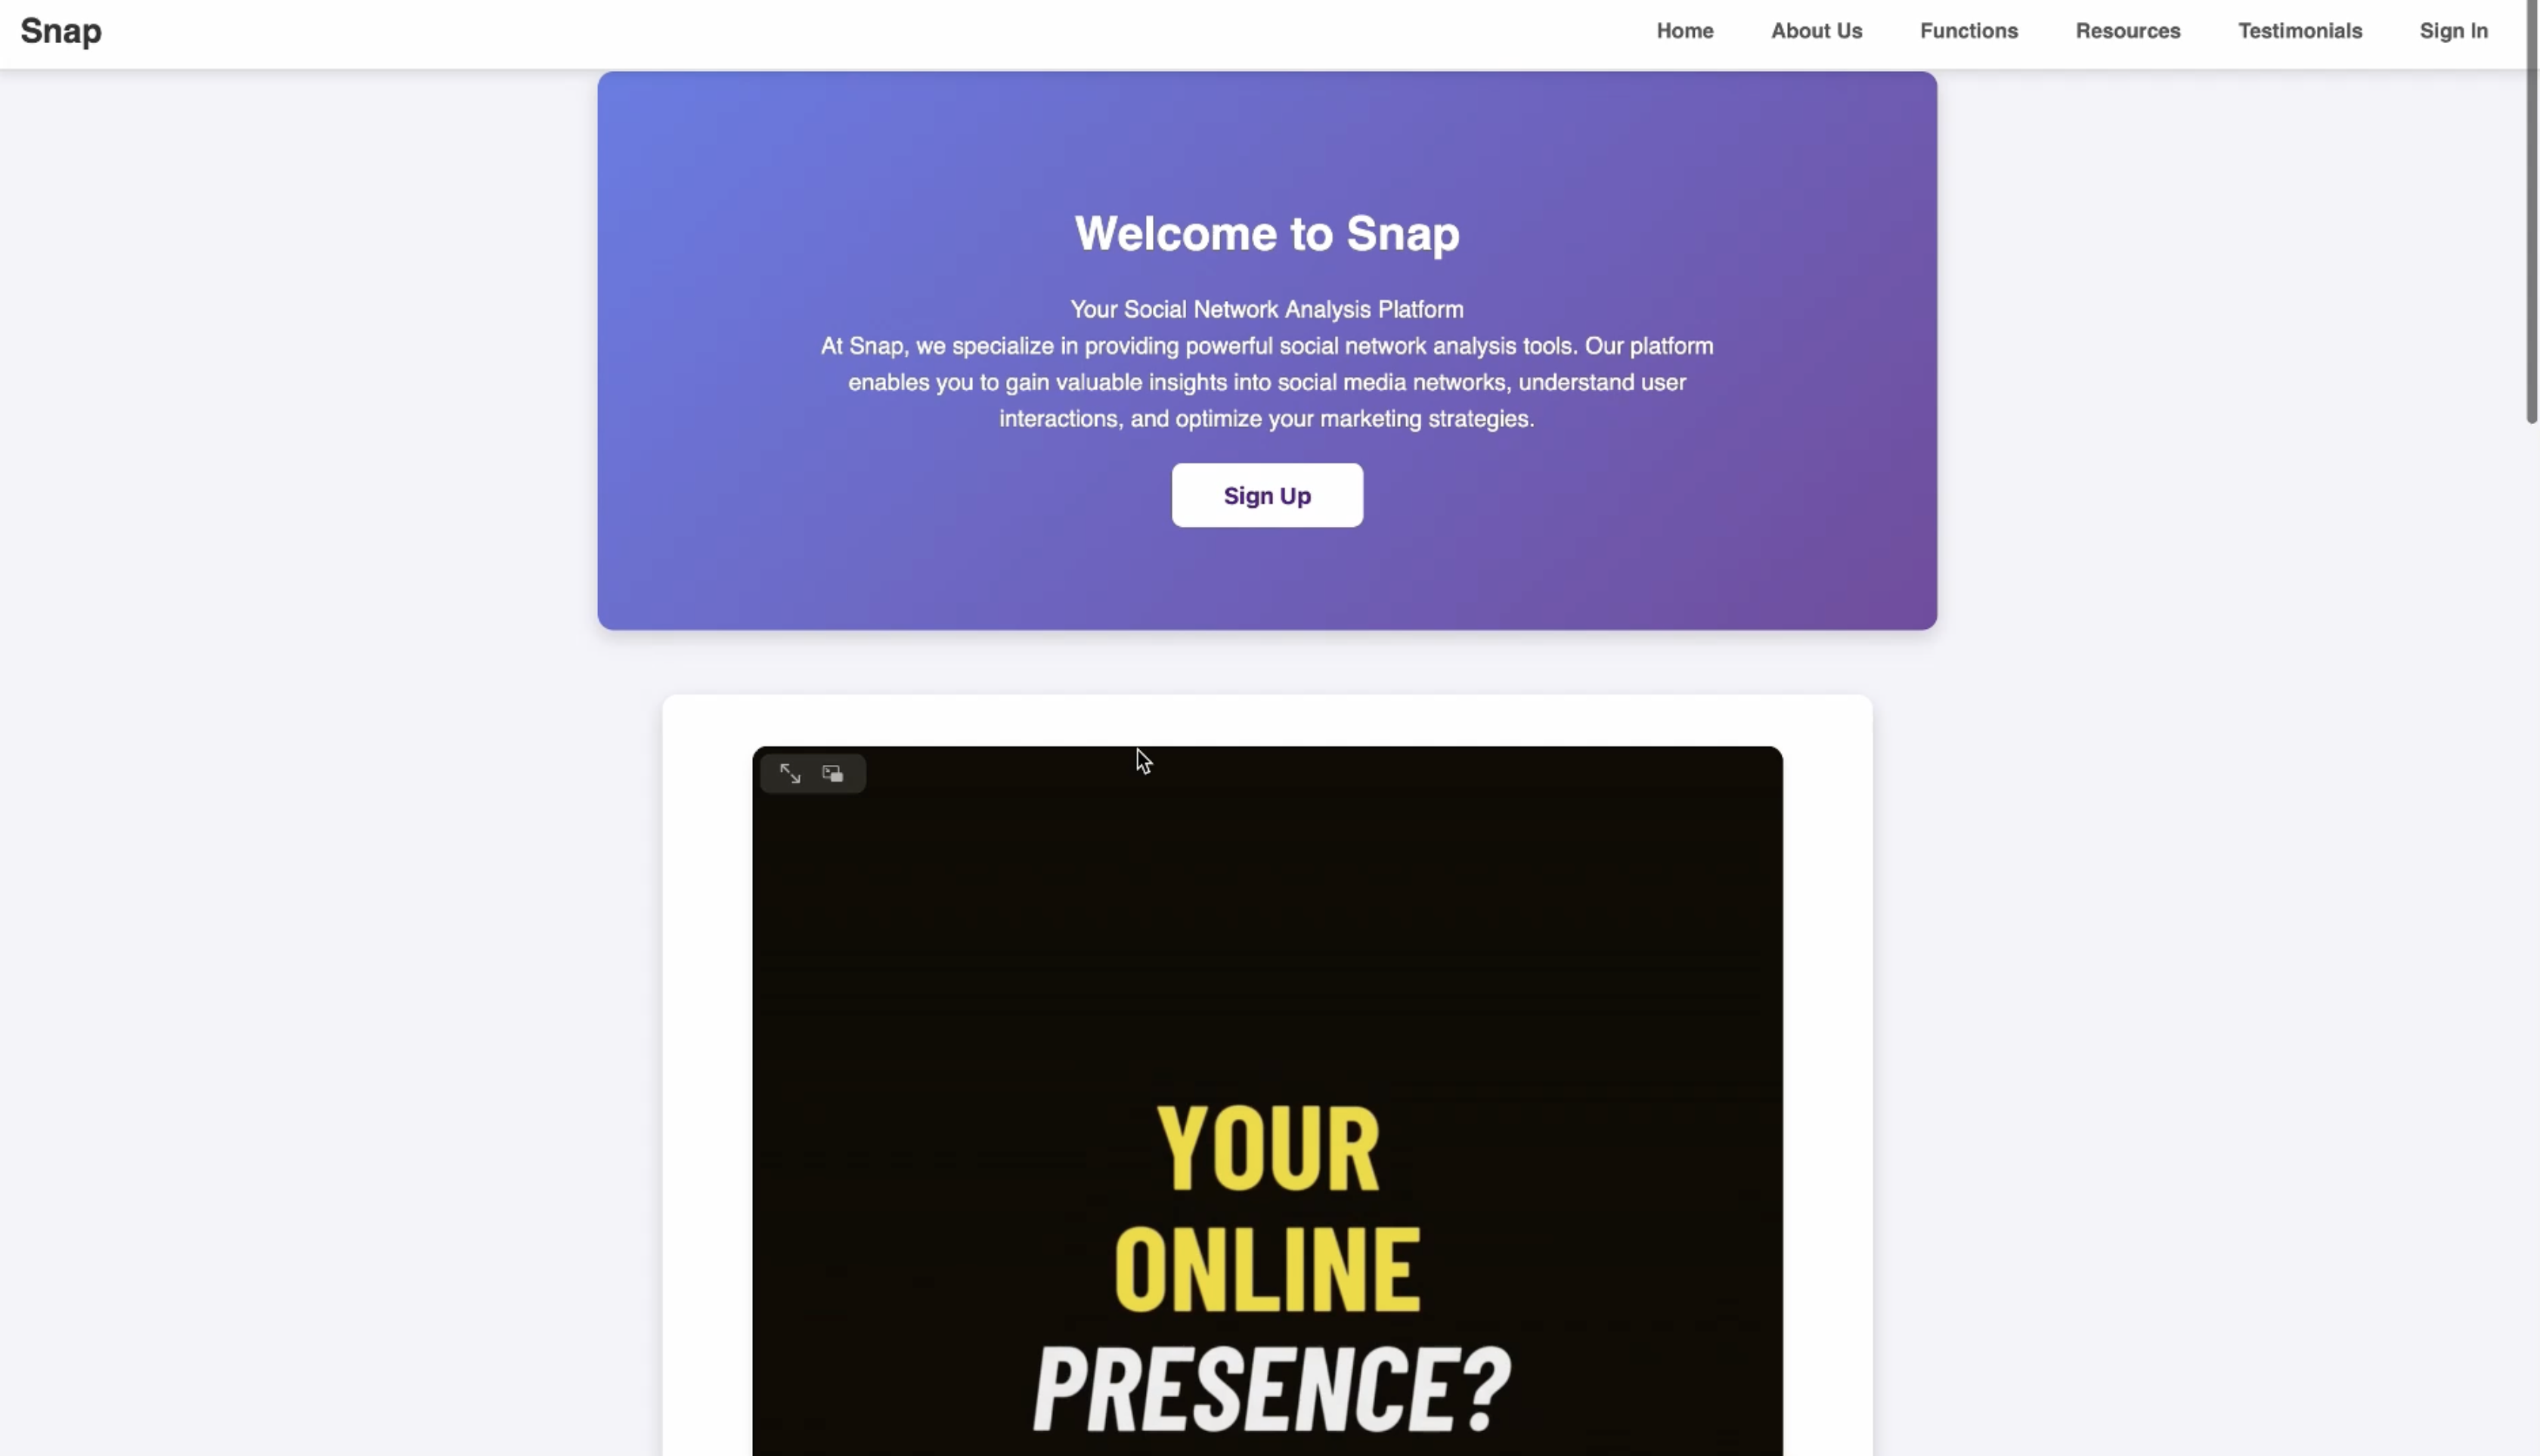 Snap
Home About Us Functions Resources Testimonials Sign In
Welcome to Snap
Your Social Network Analysis Platform
At Snap, we specialize in providing powerful social network analysis tools. Our platform
enables you to gain valuable insights into social media networks, understand user
interactions, and optimize your marketing strategies.
Sign Up
YOUR
ONLINE
PRESENCE?